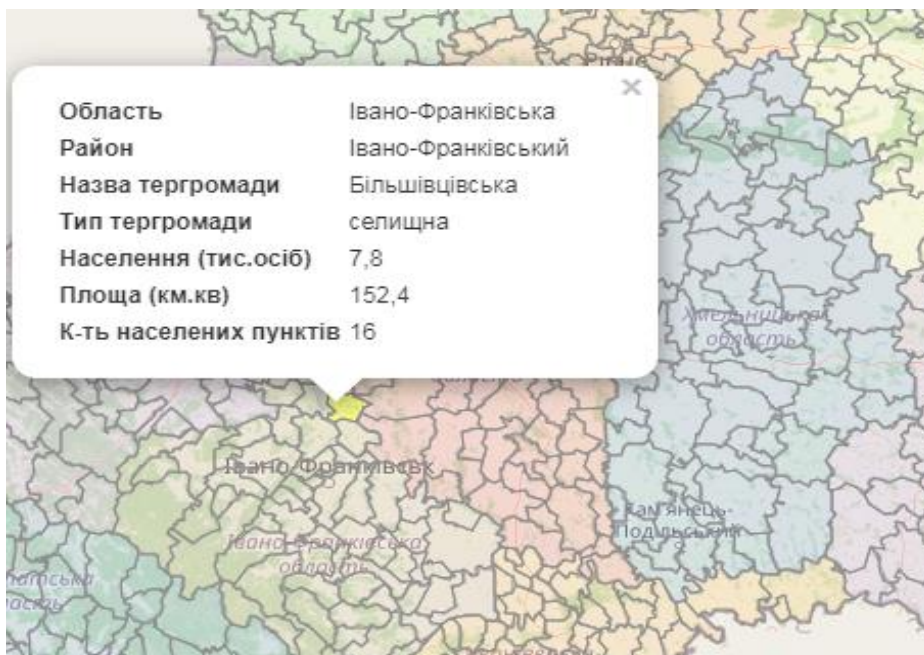 Рівне
×
Область Івано-Франківська
Район Івано-Франківський
Назва тергромади Більшівцівська
Тип тергромади селищна
Населення (тис.осіб) 7,8
Площа (км.кв) 152,4
К-ть населених пунктів 16
Хмельницька
область
Івано-Франківськ
Кам'янець-
Подільський
Івано-Франківська
область